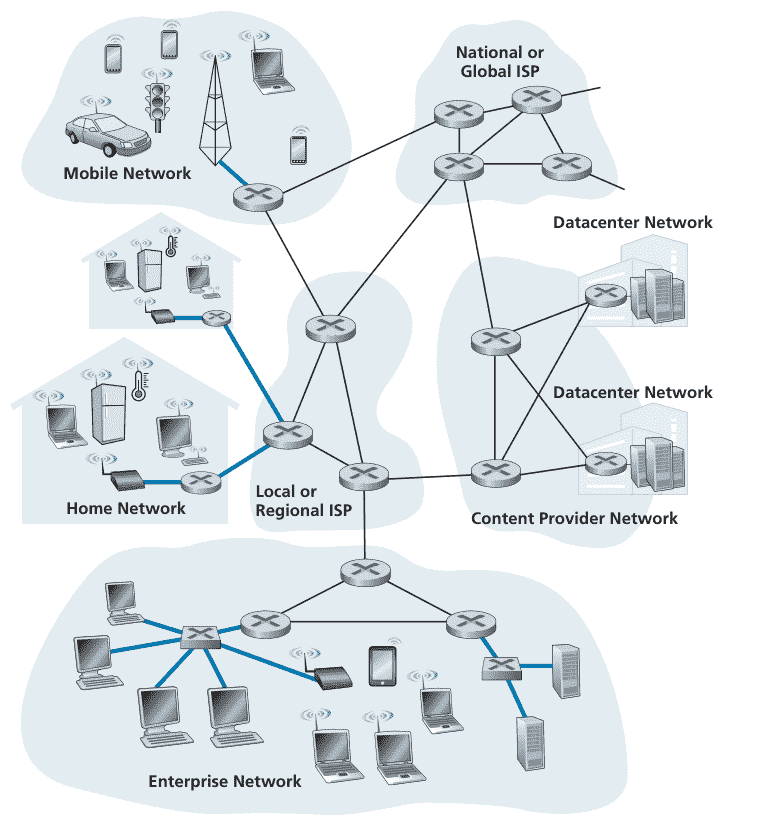 National or
Global ISP
Mobile Network
Datacenter Network
Datacenter Network
Home Network
Local or
Regional ISP
Content Provider Network
Enterprise Network